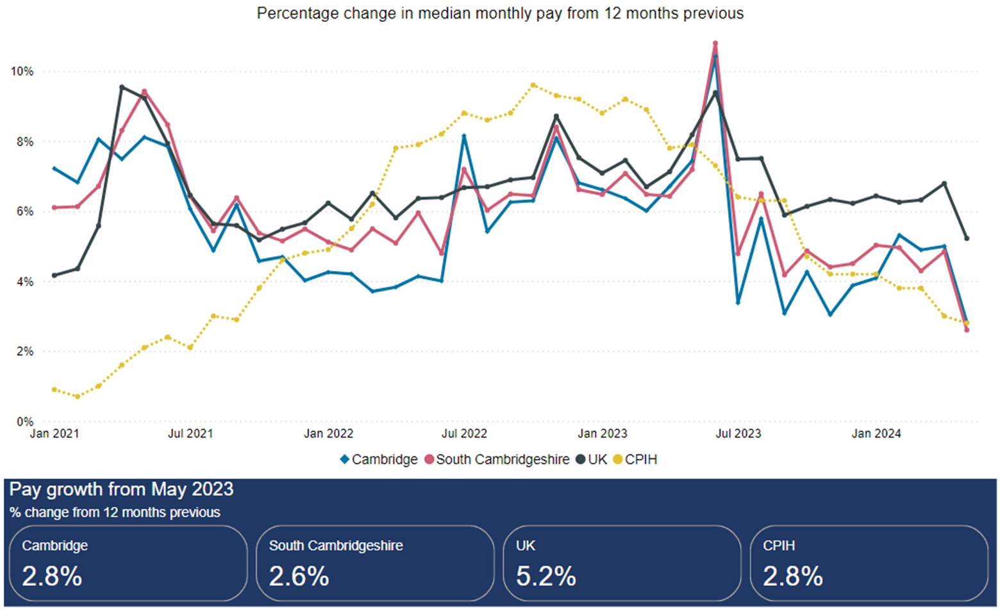 Percentage change in median monthly pay from 12 months previous
10%
8%
6%
4%
2%
0%
Jan 2021 Jul 2021 Jan 2022 Jul 2022 Jan 2023 Jul 2023 Jan 2024
Cambridge South Cambridgeshire UK CPIH
Pay growth from May 2023
% change from 12 months previous
Cambridge South Cambridgeshire UK CPIH
2.8% 2.6% 5.2% 2.8%